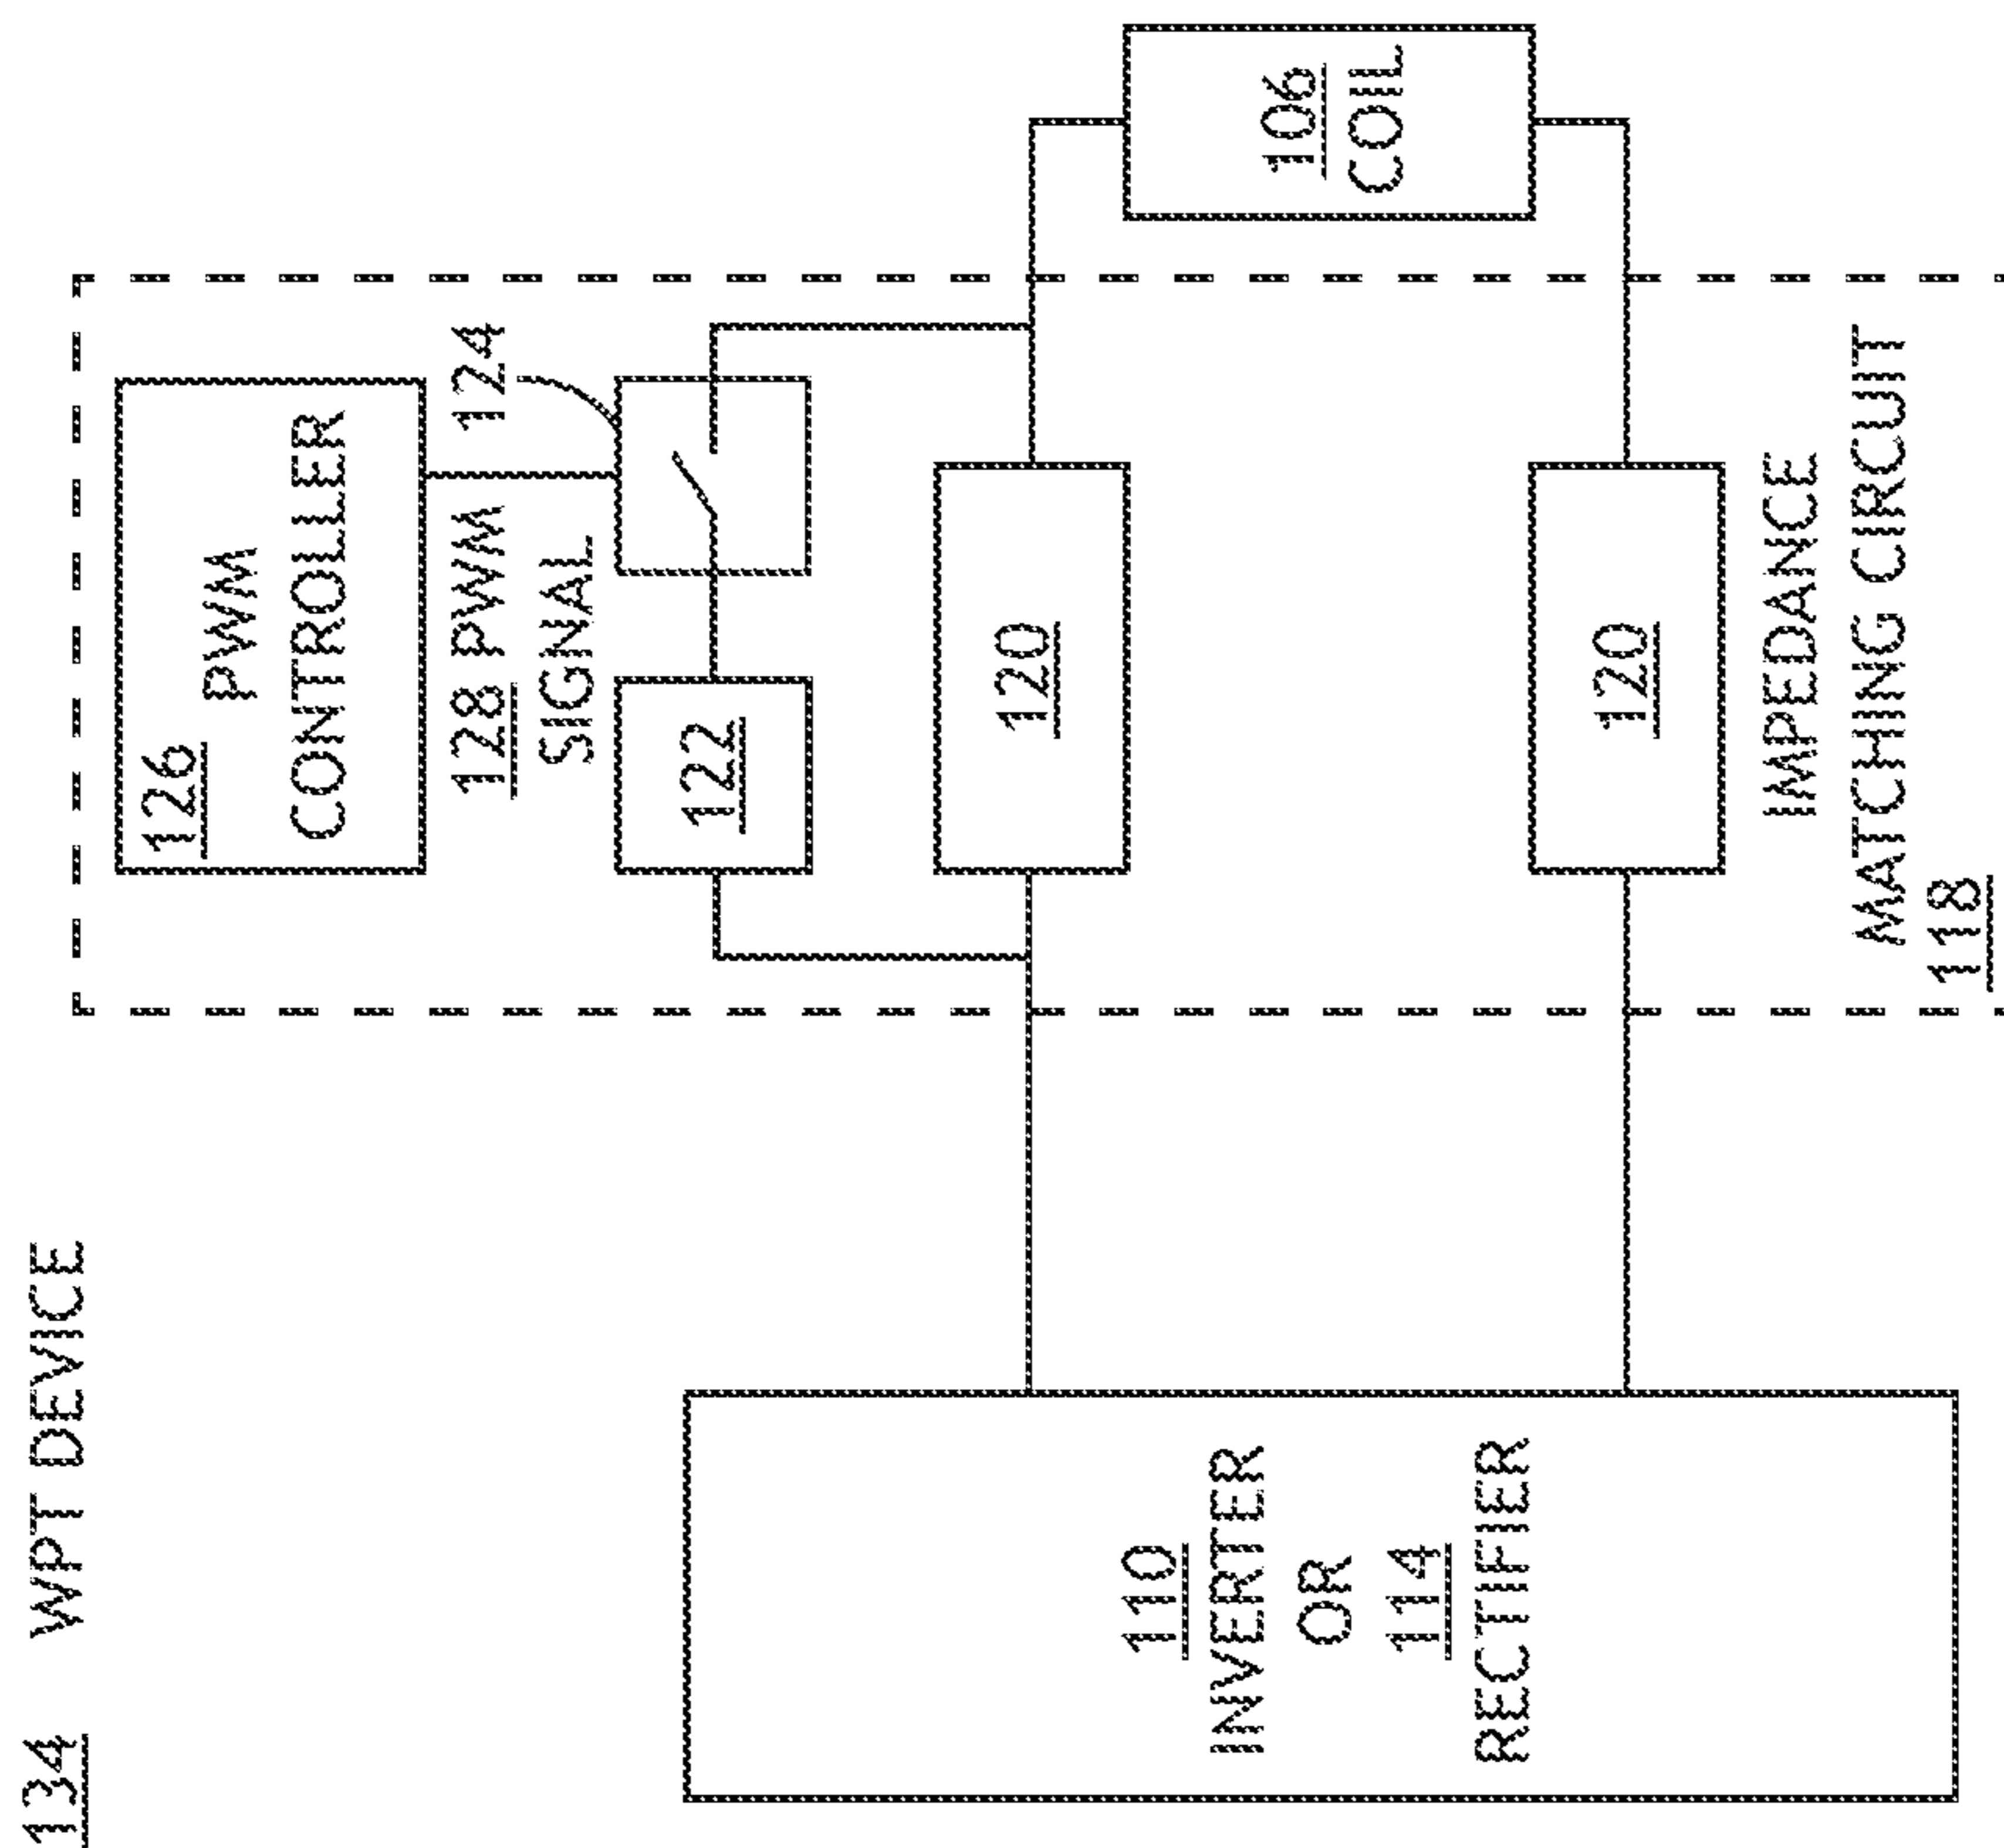 134 WPT DEVICE
126
PWM
CONTROLLER
128 PWM
SIGNAL
124
122
120
120
IMPEDANCE
MATCHING CIRCUIT
118
110
INVERTER
OR
114
RECTIFIER
106
COIL